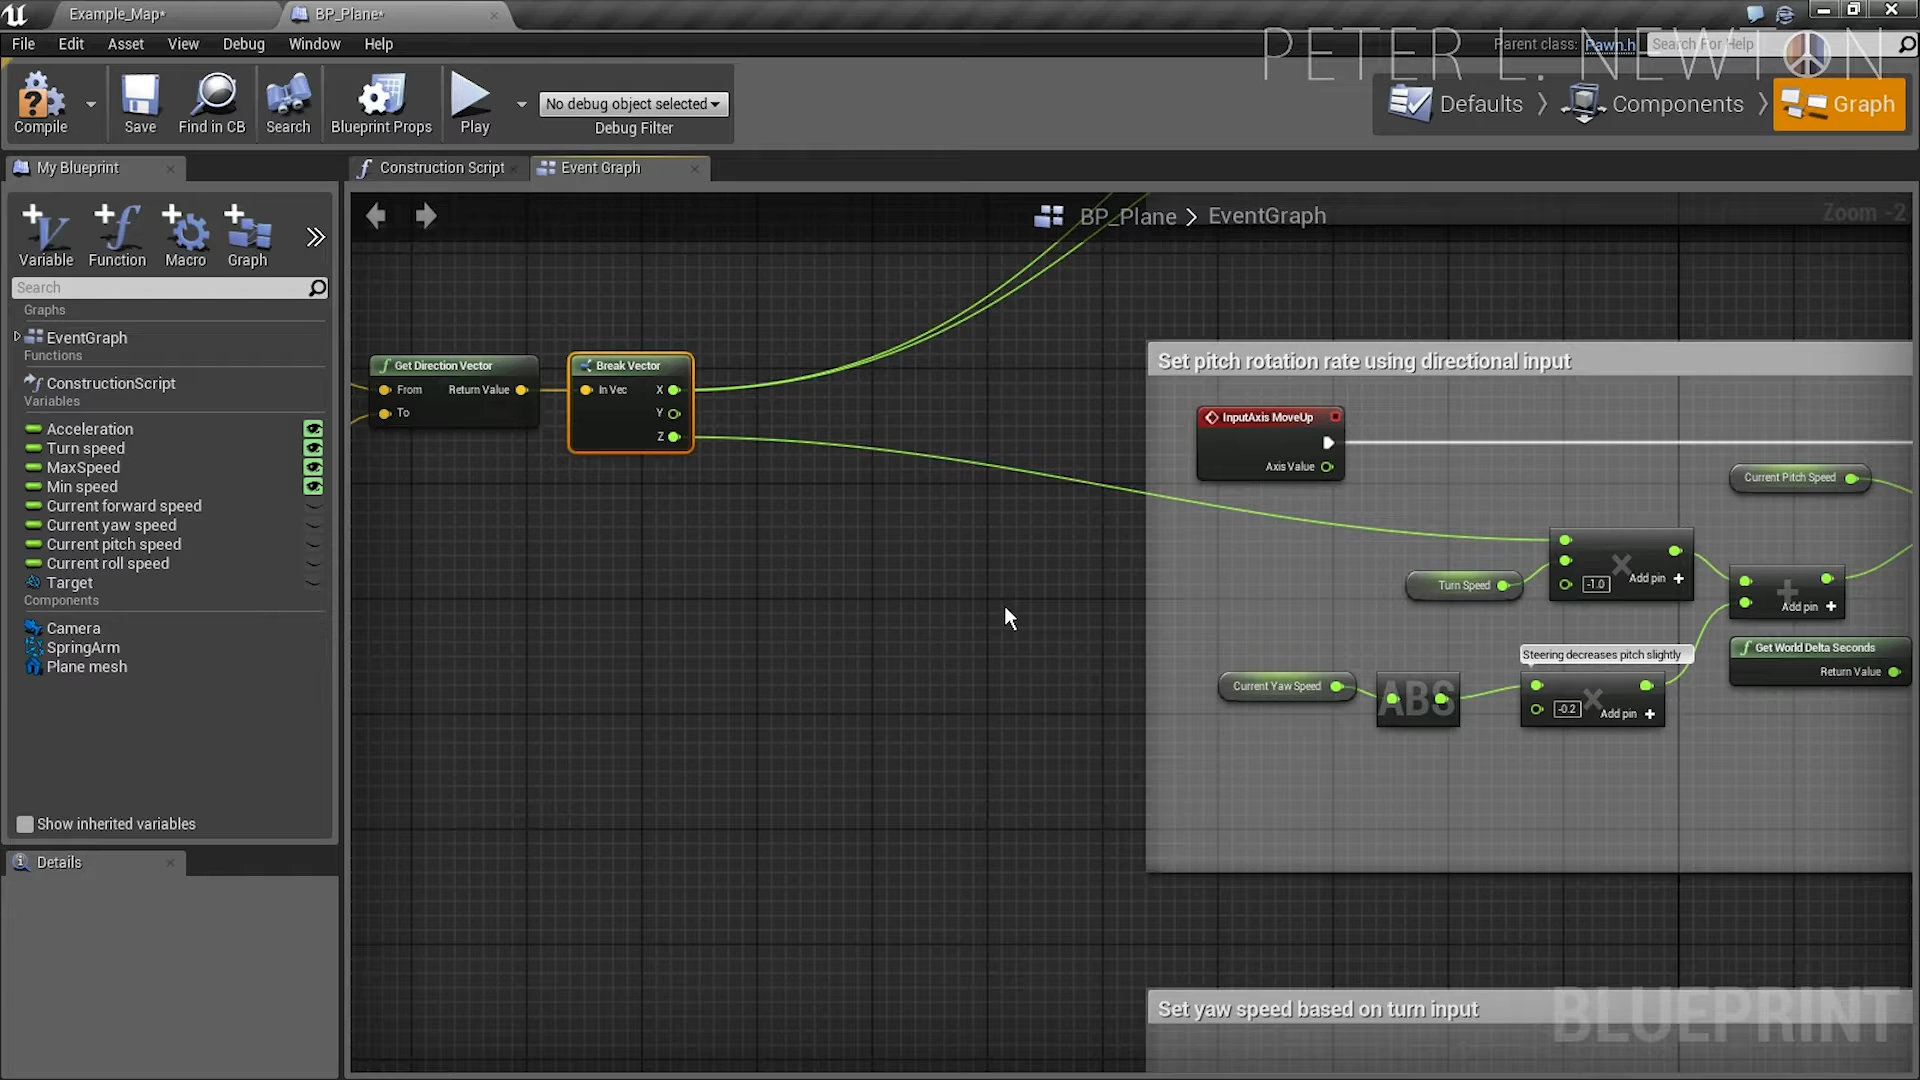 Example_Map*
BP_Plane*
File Edit Asset View Debug Window Help
PETER L. NEWTON
Parent class: Pawn.h
Search For Help
Compile
Save
Find in CB
Search
Blueprint Props
Play
No debug object selected
Debug Filter
Defaults
Components
Graph
My Blueprint
Construction Script
Event Graph
Variable
Function
Macro
Graph
Search
Graphs
EventGraph
Functions
ConstructionScript
Variables
Acceleration
Turn speed
MaxSpeed
Min speed
Current forward speed
Current yaw speed
Current pitch speed
Current roll speed
Target
Components
Camera
SpringArm
Plane mesh
Show inherited variables
Details
BP_Plane > EventGraph
Zoom -2
Get Direction Vector
From
Return Value
To
Break Vector
In Vec
X
Y
Z
Set pitch rotation rate using directional input
InputAxis MoveUp
Axis Value
Current Pitch Speed
Turn Speed
-1.0
Add pin +
Add pin +
Get World Delta Seconds
Return Value
Steering decreases pitch slightly
Current Yaw Speed
ABS
-0.2
Add pin +
Set yaw speed based on turn input
BLUEPRINT